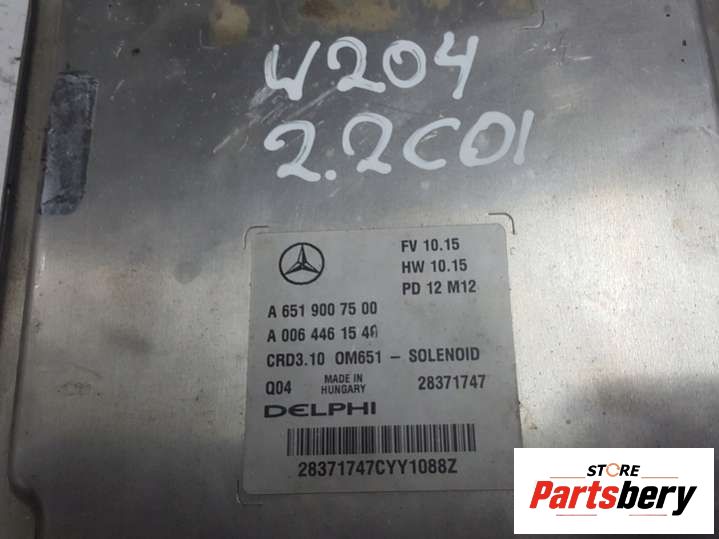 W204
2.2CDI
FV 10.15
HW 10.15
PD 12 M12
A 651 900 75 00
A 006 446 15 40
CRD3.10 OM651 – SOLENOID
Q04 MADE IN HUNGARY 28371747
DELPHI
28371747CYY1088Z
STORE
Partsbery